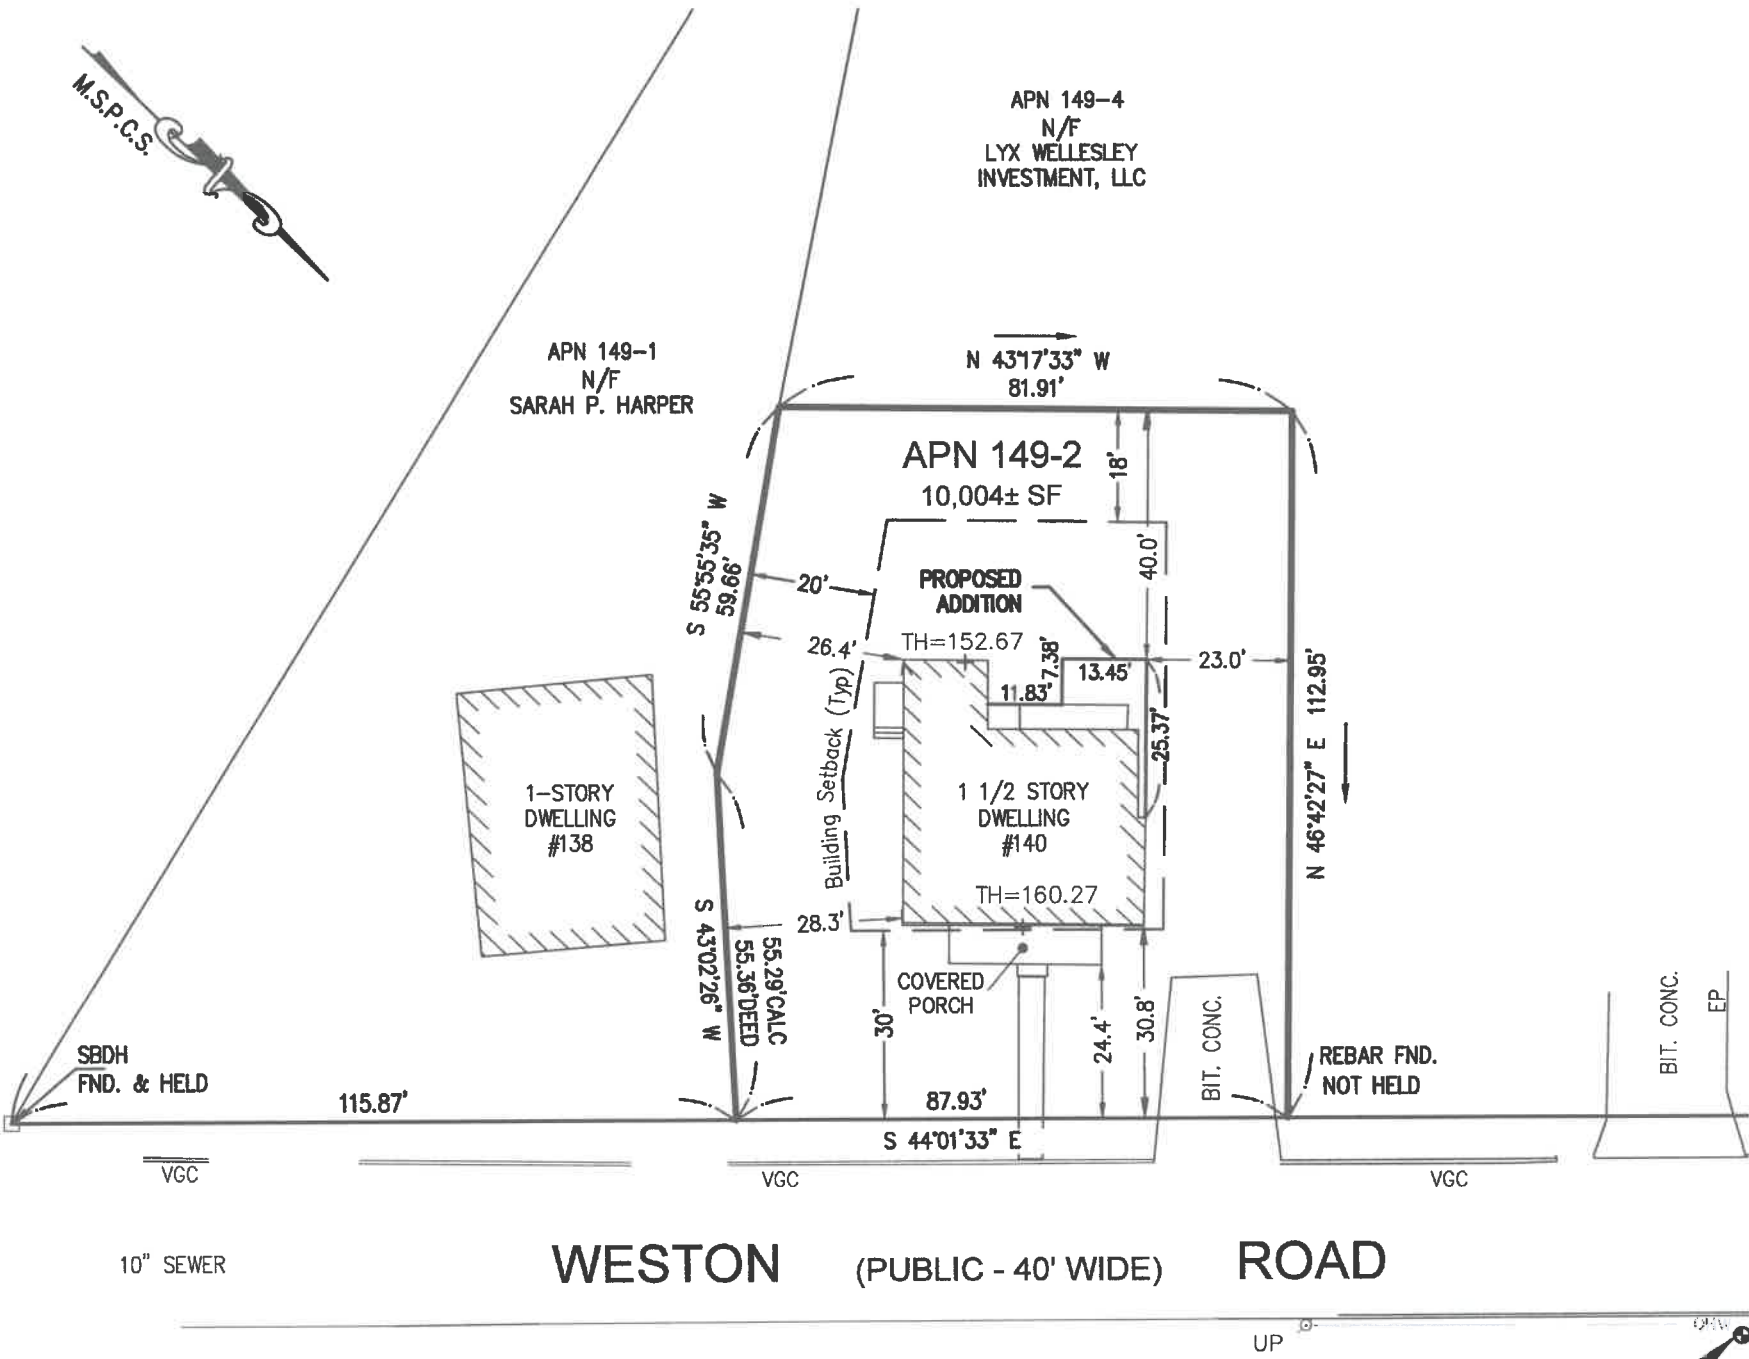 M.S.P.C.S.
APN 149-4
N/F
LYX WELLESLEY
INVESTMENT, LLC
APN 149-1
N/F
SARAH P. HARPER
N 43°17'33" W
81.91'
APN 149-2
10,004± SF
18'
40.0'
S 55°55'35" W
59.66'
20'
PROPOSED
ADDITION
26.4'
TH=152.67
7.38'
13.45'
11.83'
23.0'
25.37'
N 46°42'27" E 112.95'
Building Setback (Typ)
1-STORY
DWELLING
#138
1 1/2 STORY
DWELLING
#140
TH=160.27
28.3'
S 43°02'26" W
55.36'DEED
55.29'CALC
COVERED
PORCH
30'
24.4'
30.8'
BIT. CONC.
BIT. CONC.
EP
SBDH
FND. & HELD
REBAR FND.
NOT HELD
115.87'
87.93'
S 44°01'33" E
VGC
VGC
VGC
10" SEWER
WESTON (PUBLIC - 40' WIDE) ROAD
UP